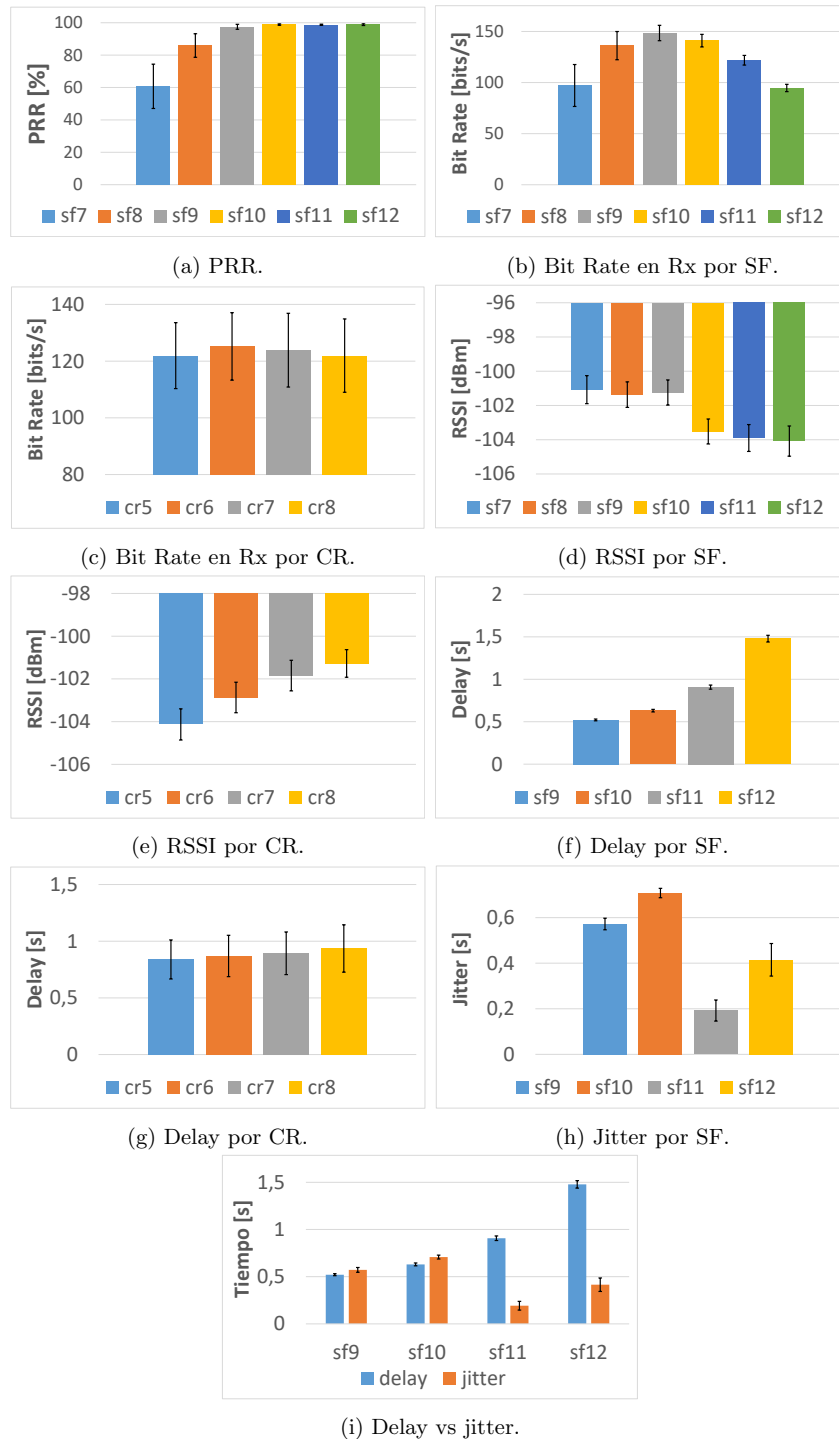 100
80
60
40
20
0
PRR [%]
sf7 sf8 sf9 sf10 sf11 sf12
(a) PRR.
150
100
50
0
Bit Rate [bits/s]
sf7 sf8 sf9 sf10 sf11 sf12
(b) Bit Rate en Rx por SF.
140
120
100
80
Bit Rate [bits/s]
cr5 cr6 cr7 cr8
(c) Bit Rate en Rx por CR.
-96
-98
-100
-102
-104
-106
RSSI [dBm]
sf7 sf8 sf9 sf10 sf11 sf12
(d) RSSI por SF.
-98
-100
-102
-104
-106
RSSI [dBm]
cr5 cr6 cr7 cr8
(e) RSSI por CR.
2
1,5
1
0,5
0
Delay [s]
sf9 sf10 sf11 sf12
(f) Delay por SF.
1,5
1
0,5
0
Delay [s]
cr5 cr6 cr7 cr8
(g) Delay por CR.
0,6
0,4
0,2
0
Jitter [s]
sf9 sf10 sf11 sf12
(h) Jitter por SF.
1,5
1
0,5
0
Tiempo [s]
sf9 sf10 sf11 sf12
delay jitter
(i) Delay vs jitter.